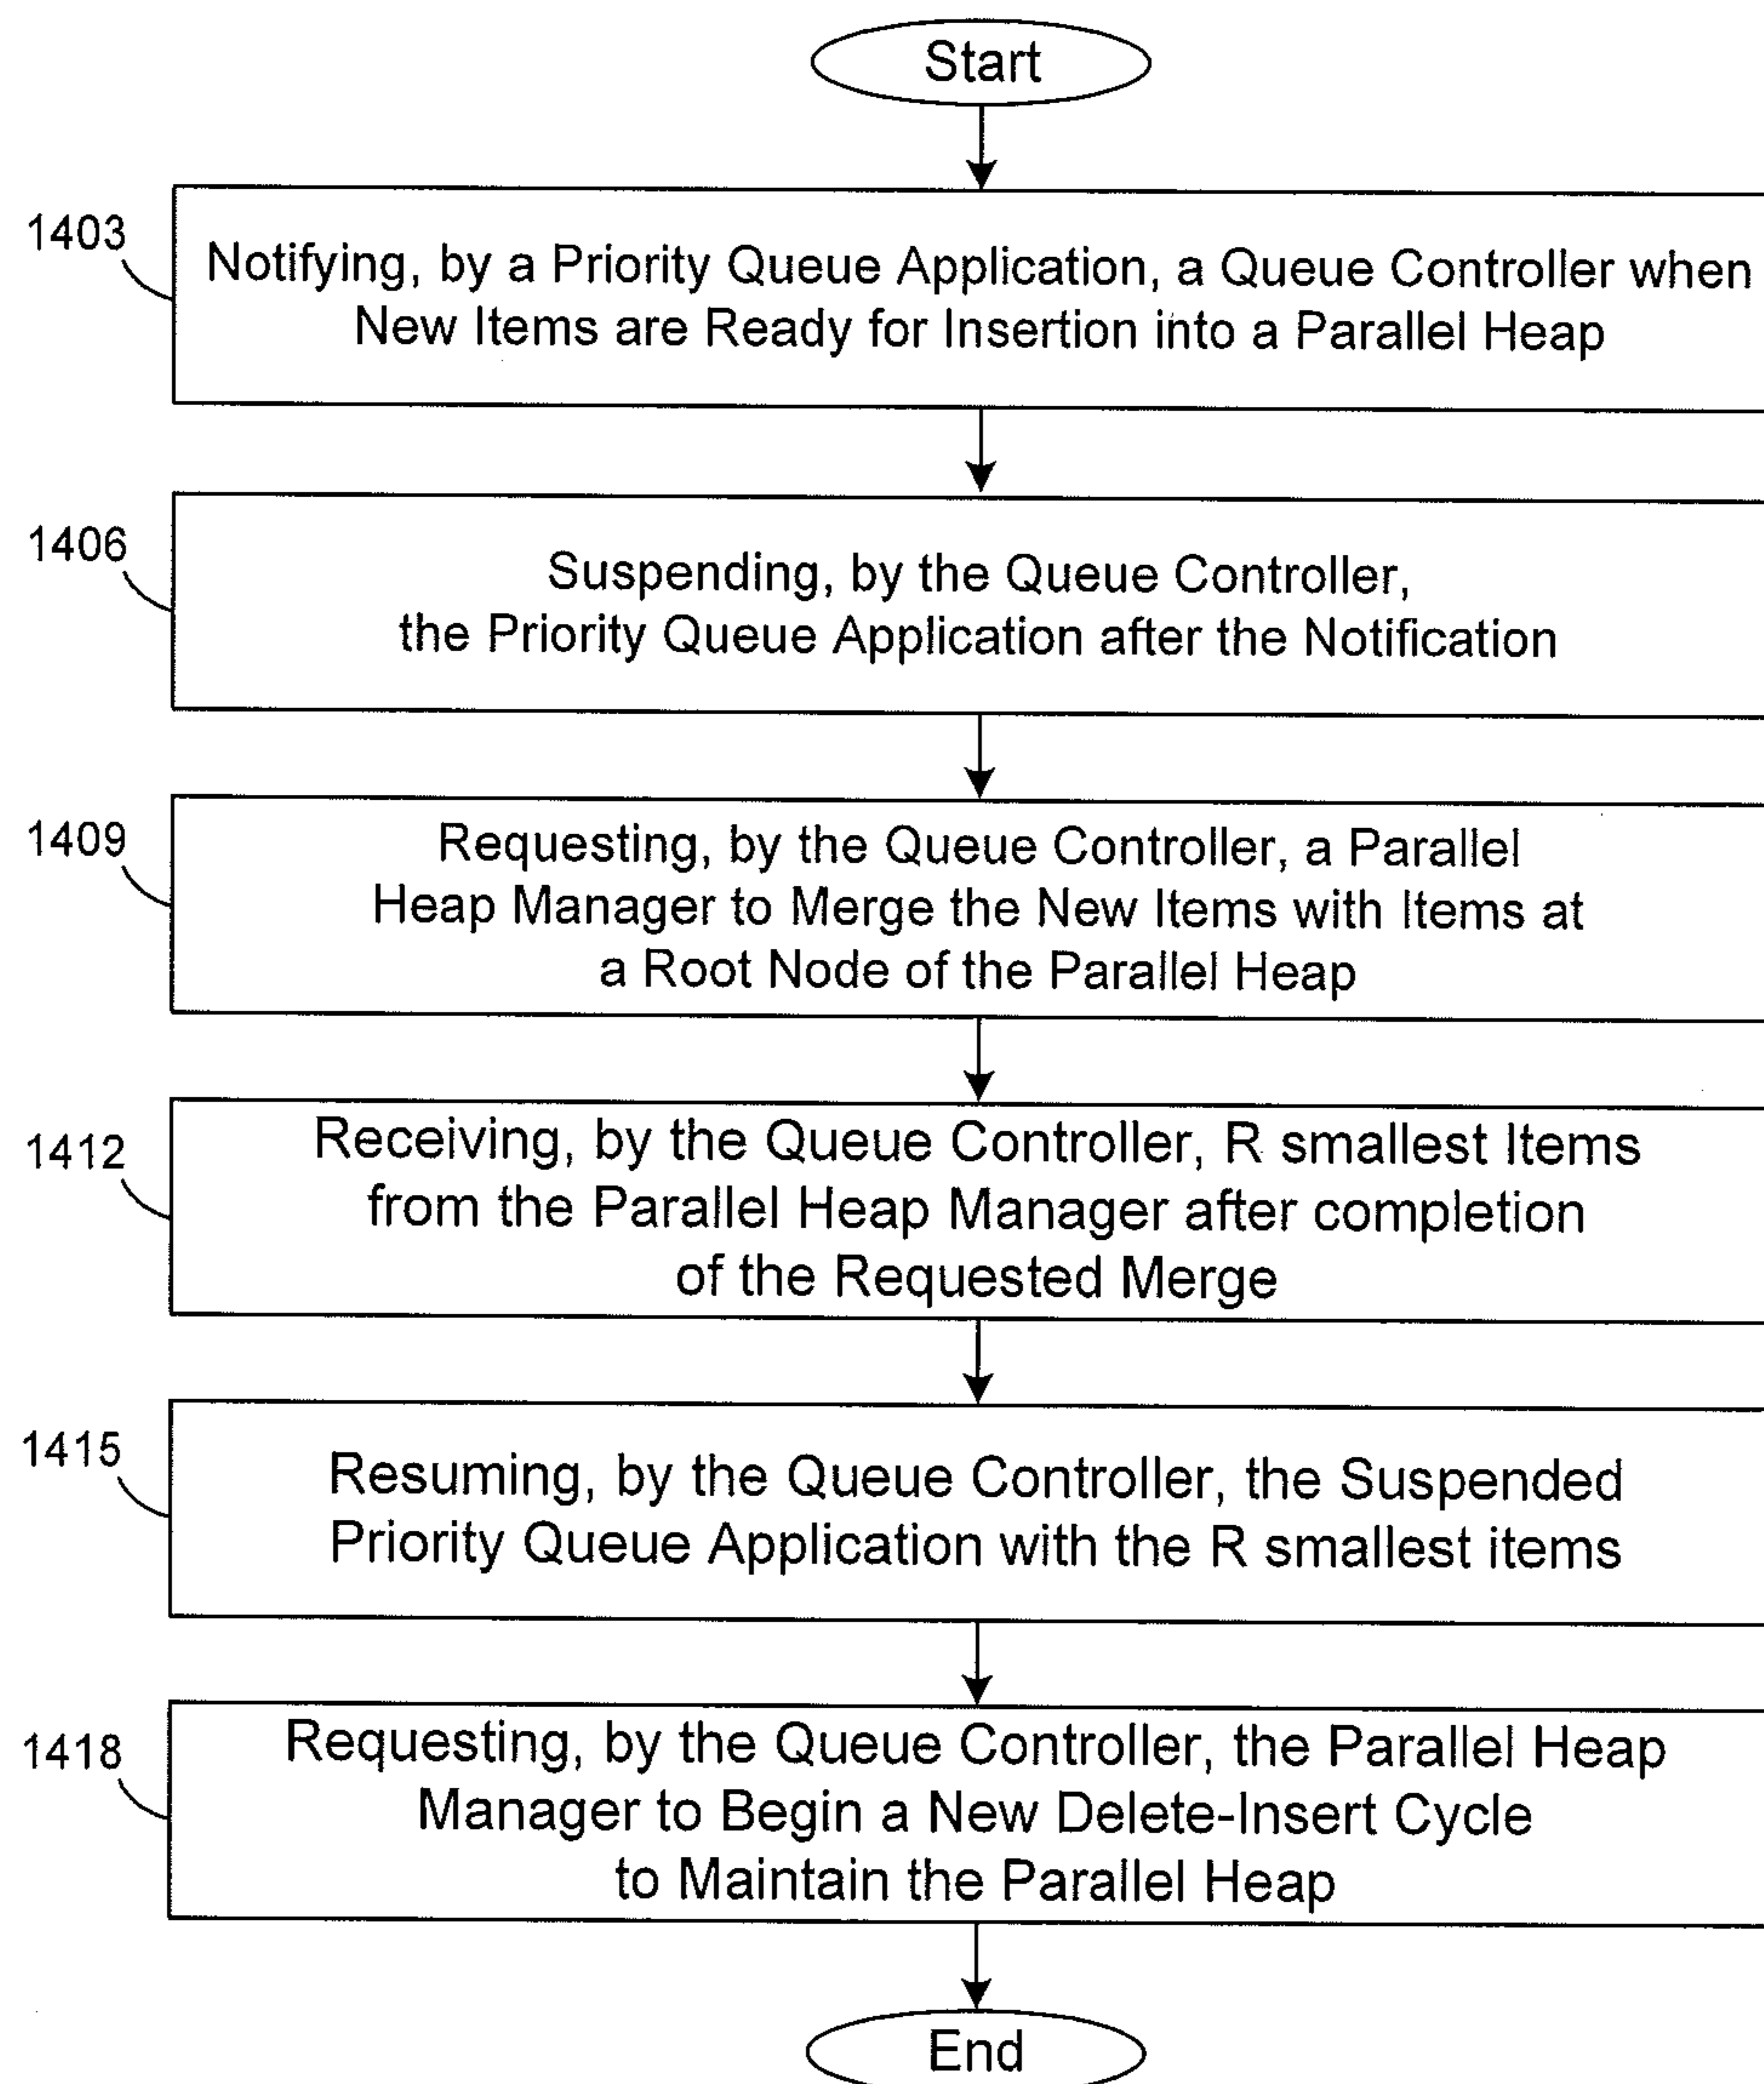 Start
1403
Notifying, by a Priority Queue Application, a Queue Controller when
New Items are Ready for Insertion into a Parallel Heap
1406
Suspending, by the Queue Controller,
the Priority Queue Application after the Notification
1409
Requesting, by the Queue Controller, a Parallel
Heap Manager to Merge the New Items with Items at
a Root Node of the Parallel Heap
1412
Receiving, by the Queue Controller, R smallest Items
from the Parallel Heap Manager after completion
of the Requested Merge
1415
Resuming, by the Queue Controller, the Suspended
Priority Queue Application with the R smallest items
1418
Requesting, by the Queue Controller, the Parallel Heap
Manager to Begin a New Delete-Insert Cycle
to Maintain the Parallel Heap
End